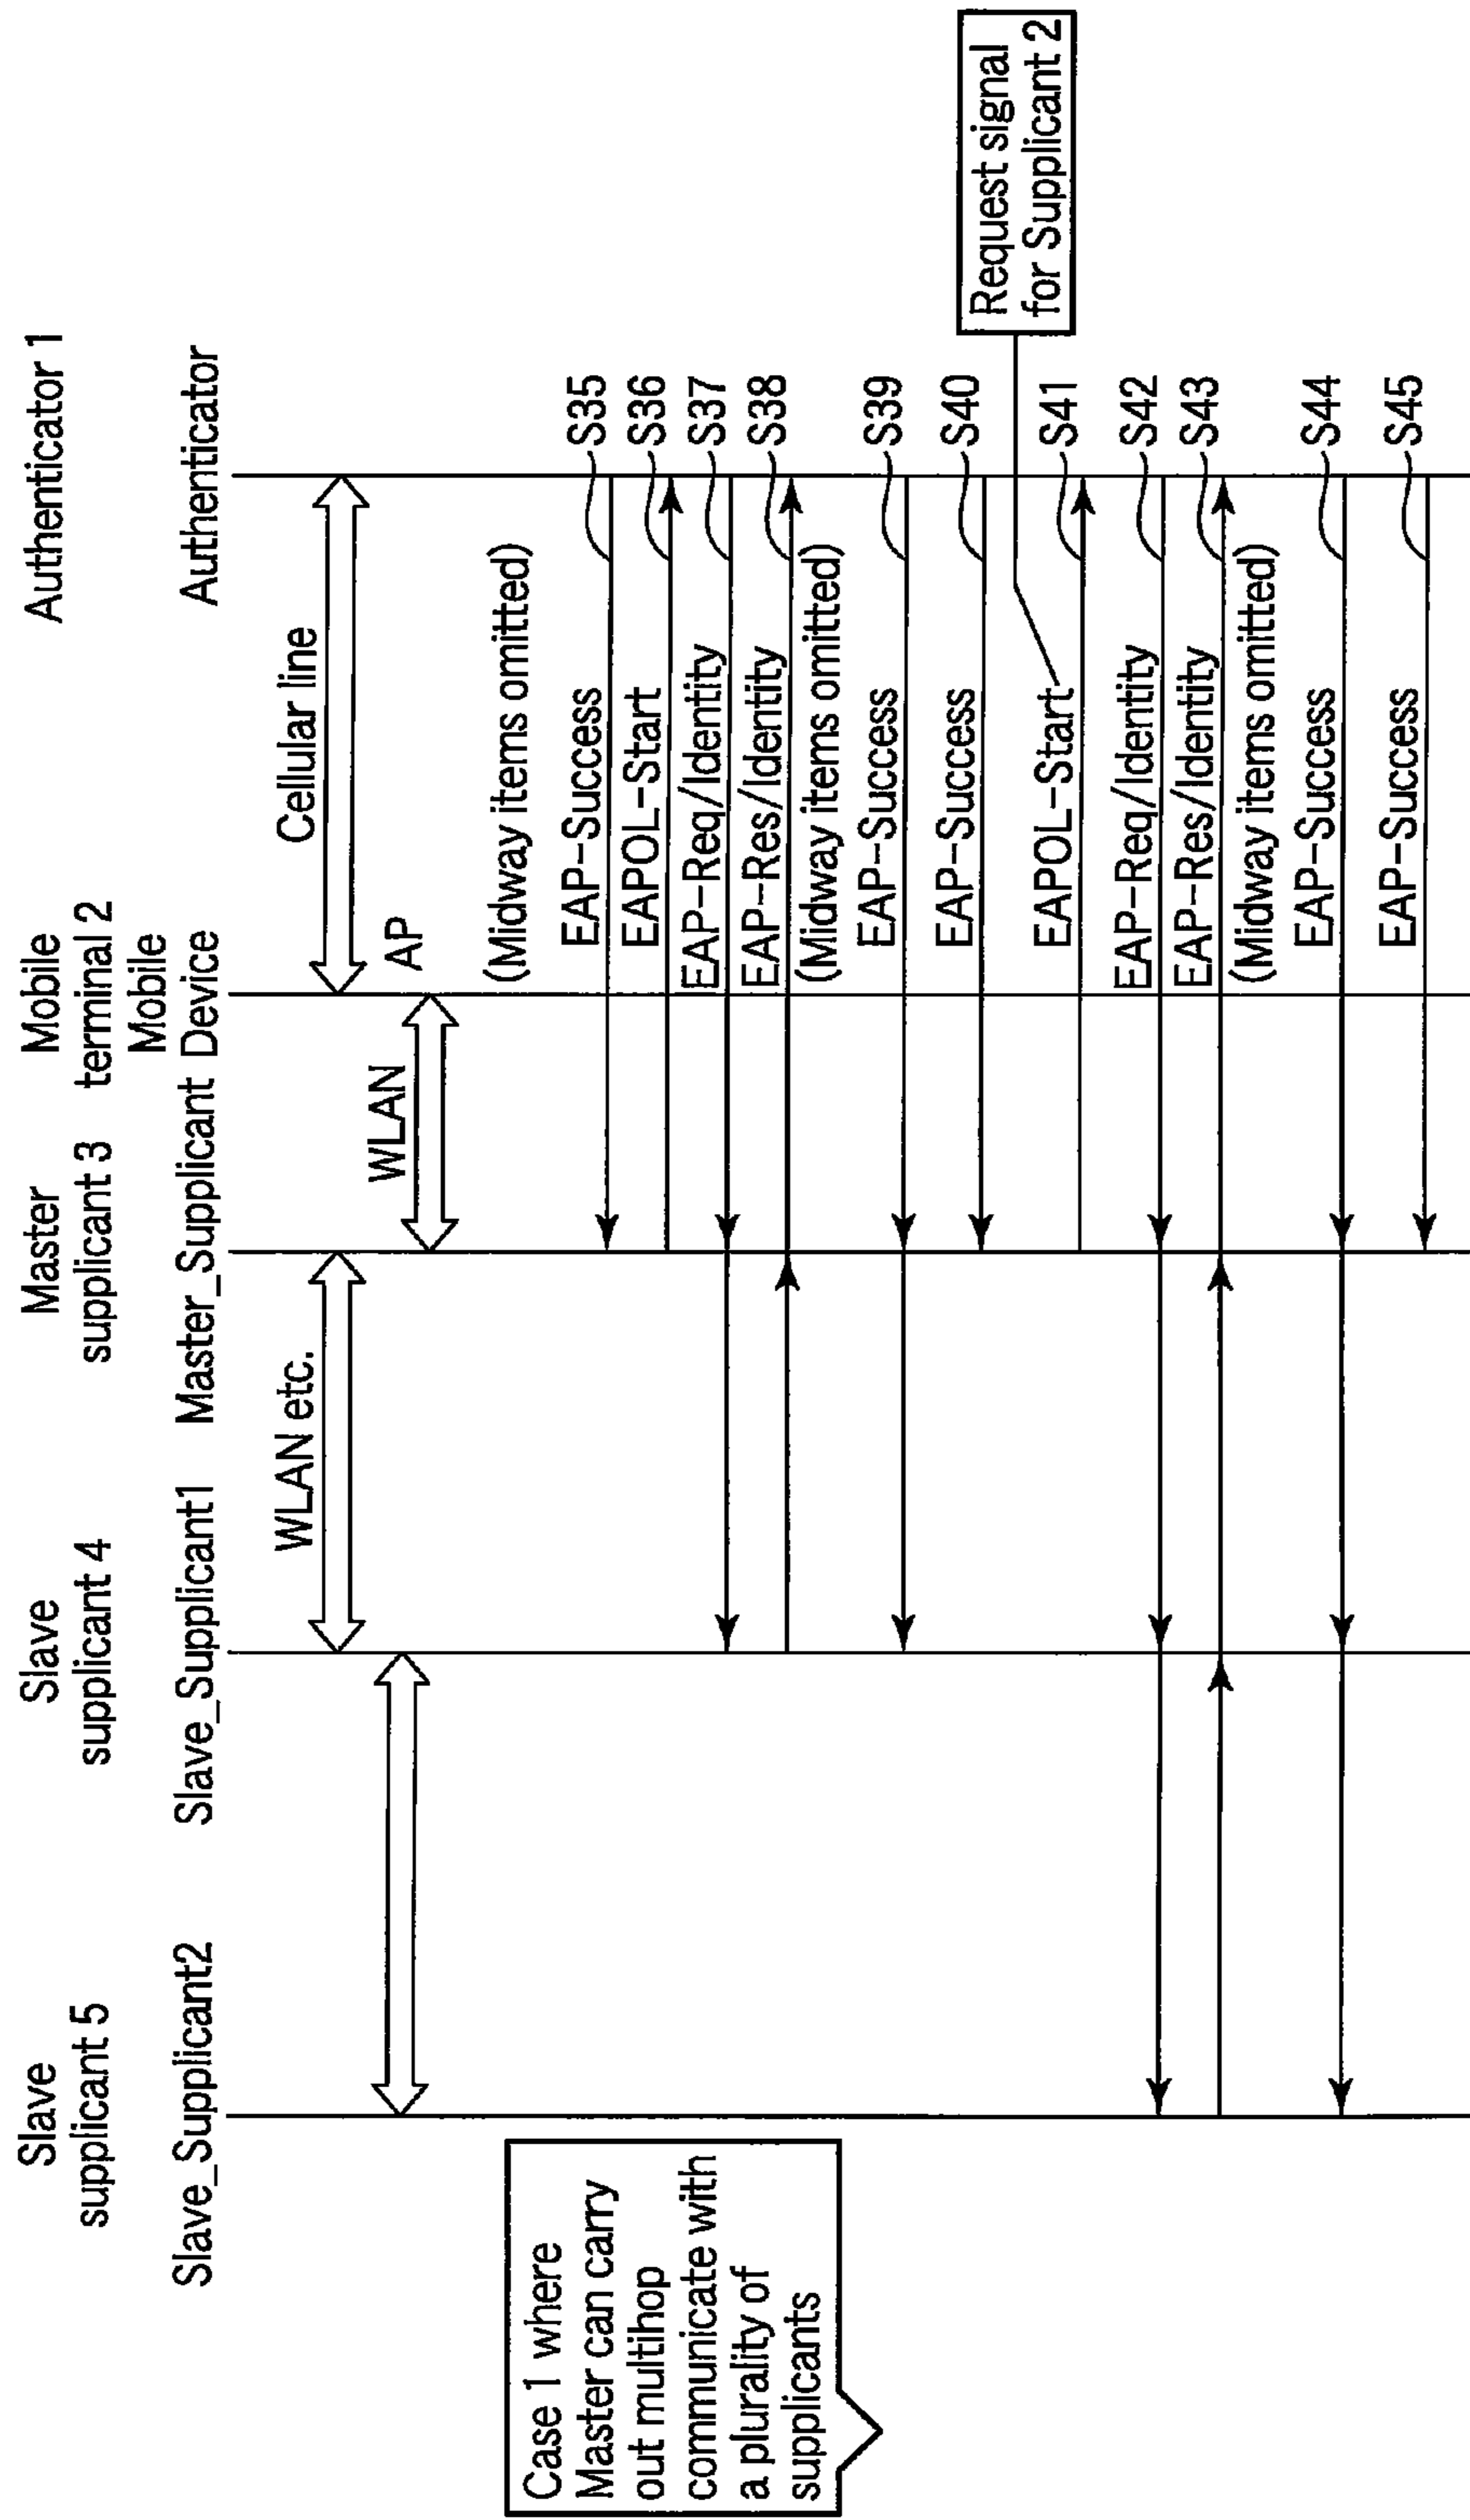 Slave
supplicant 5
Slave_Supplicant2
Slave
supplicant 4
Slave_Supplicant1
Master
supplicant 3
Master_Supplicant
Mobile
terminal 2
Mobile
Device
Authenticator 1
Authenticator
WLAN etc.
Cellular line
WLAN
AP
Case 1 where
Master can carry
out multihop
communicate with
a plurality of
supplicants
(Midway items omitted)
EAP-Success
S35
EAPOL-Start
S36
EAP-Req/Identity
S37
EAP-Res/Identity
S38
(Midway items omitted)
EAP-Success
S39
EAP-Success
S40
Request signal
for Supplicant 2
EAPOL-Start
S41
EAP-Req/Identity
S42
EAP-Res/Identity
S43
(Midway items omitted)
EAP-Success
S44
EAP-Success
S45